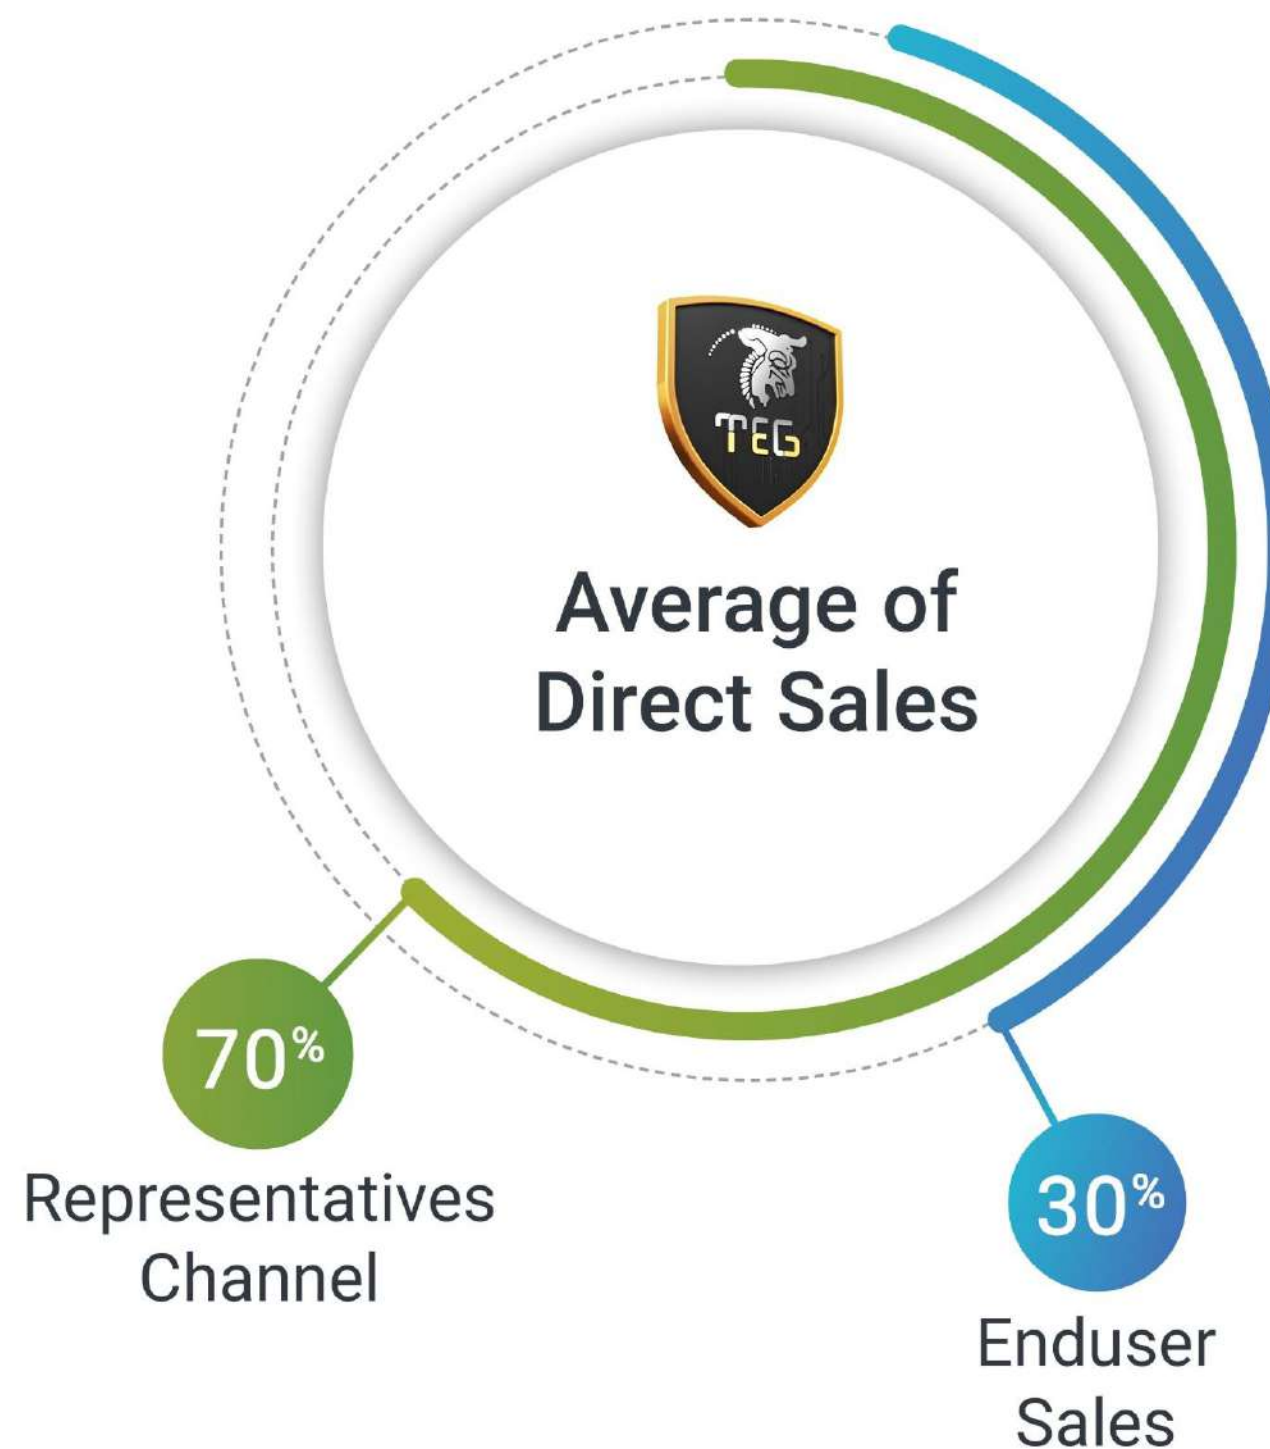 TEG
Average of
Direct Sales
70%
Representatives
Channel
30%
Enduser
Sales